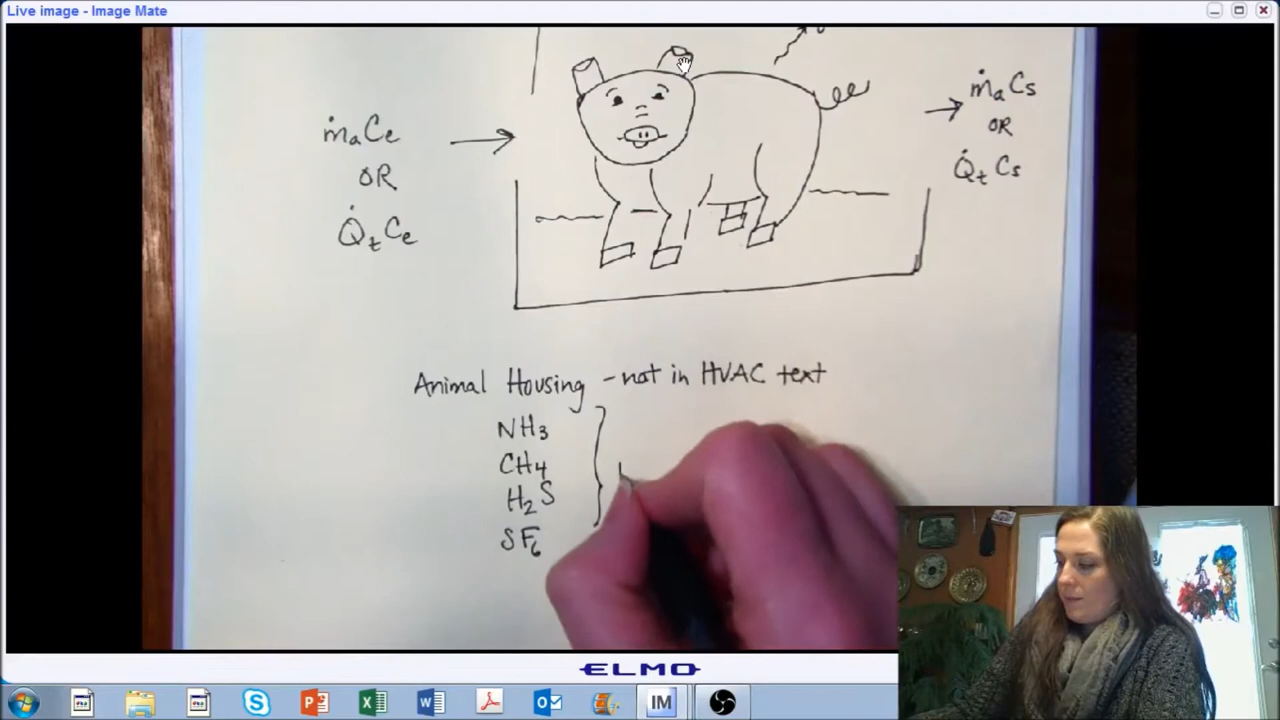 Live image - Image Mate
ṁₐCe
OR
Q̇ₜCe
ṁₐCs
OR
Q̇ₜCs
Animal Housing - not in HVAC text
NH₃
CH₄
H₂S
SF₆
ELMO
IM